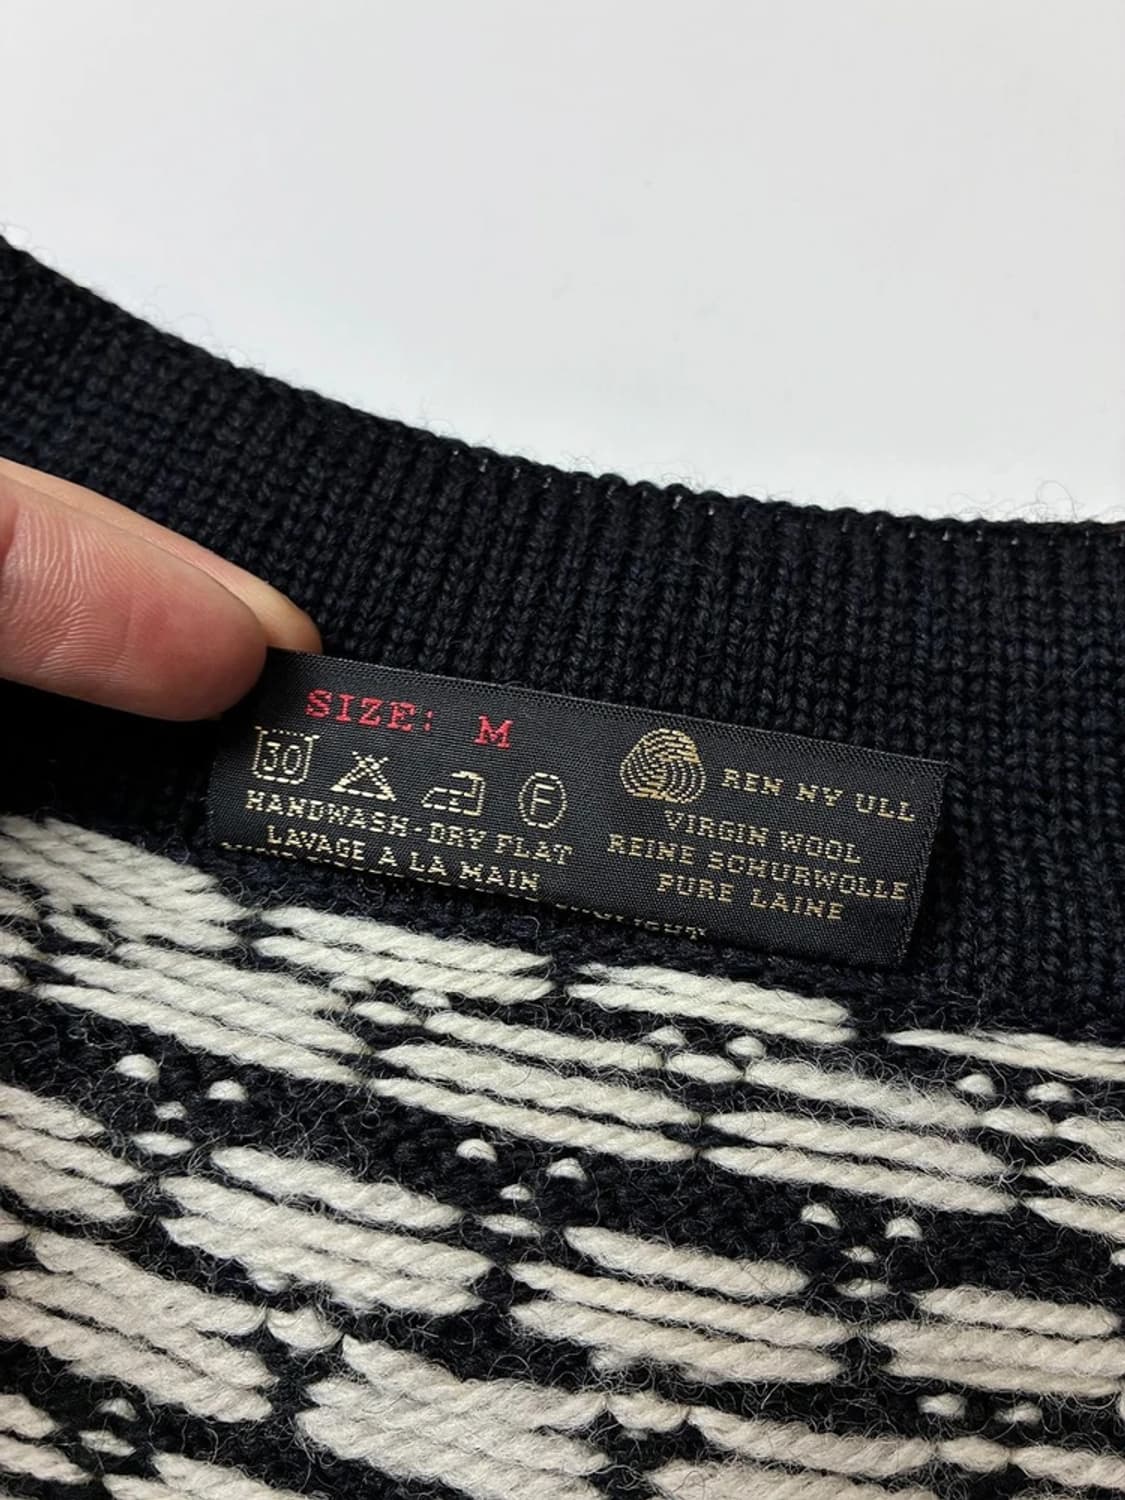 SIZE: M
30
F
HANDWASH-DRY FLAT
LAVAGE A LA MAIN
REN NY ULL
VIRGIN WOOL
REINE SCHURWOLLE
PURE LAINE